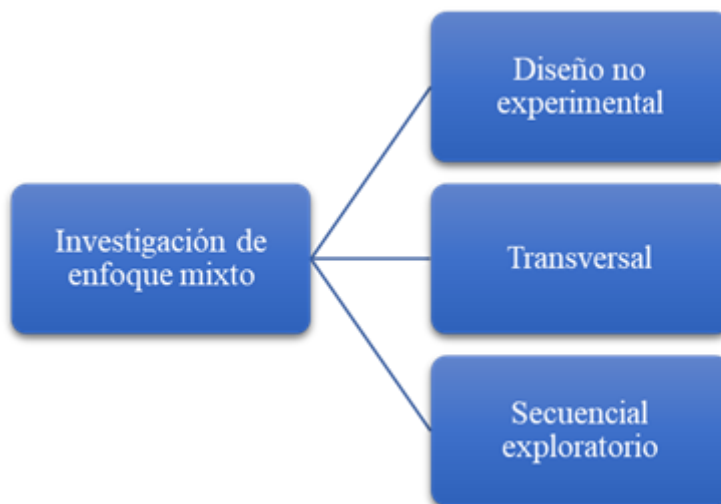 Diseño no
experimental
Investigación de
enfoque mixto
Transversal
Secuencial
exploratorio